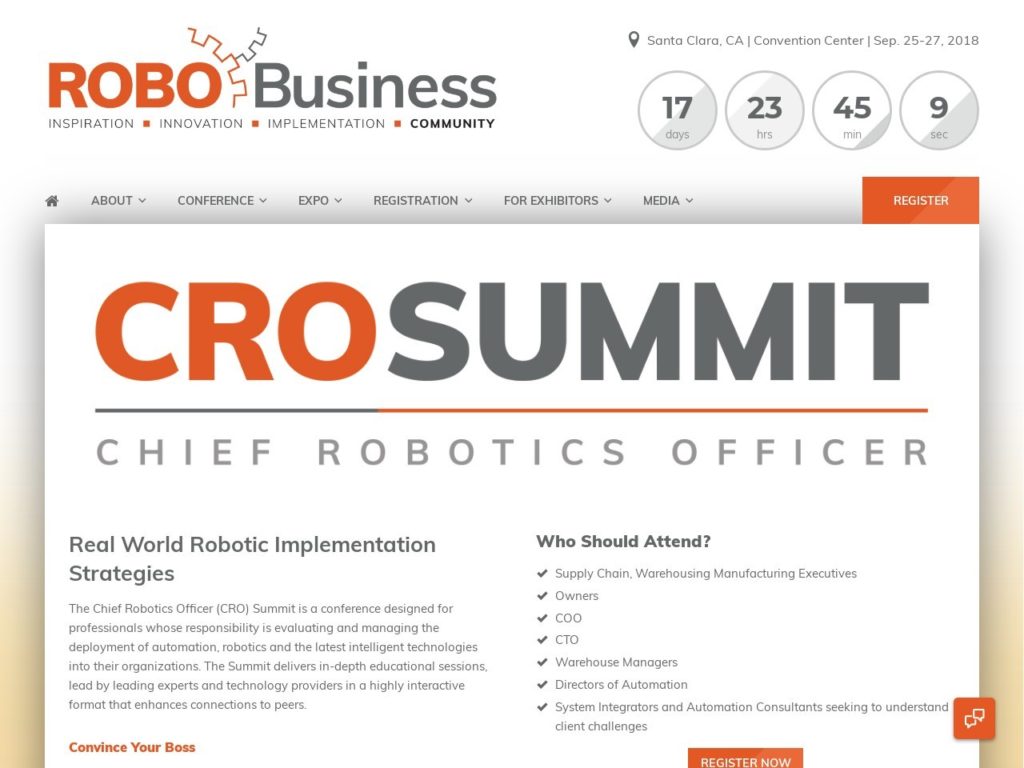 ROBO Business
INSPIRATION ■ INNOVATION ■ IMPLEMENTATION ■ COMMUNITY
Santa Clara, CA | Convention Center | Sep. 25-27, 2018
17 23 45 9
days hrs min sec
ABOUT CONFERENCE EXPO REGISTRATION FOR EXHIBITORS MEDIA REGISTER
CROSUMMIT
CHIEF ROBOTICS OFFICER
Real World Robotic Implementation
Strategies
The Chief Robotics Officer (CRO) Summit is a conference designed for
professionals whose responsibility is evaluating and managing the
deployment of automation, robotics and the latest intelligent technologies
into their organizations. The Summit delivers in-depth educational sessions,
lead by leading experts and technology providers in a highly interactive
format that enhances connections to peers.
Convince Your Boss
Who Should Attend?
Supply Chain, Warehousing Manufacturing Executives
Owners
COO
CTO
Warehouse Managers
Directors of Automation
System Integrators and Automation Consultants seeking to understand
client challenges
REGISTER NOW